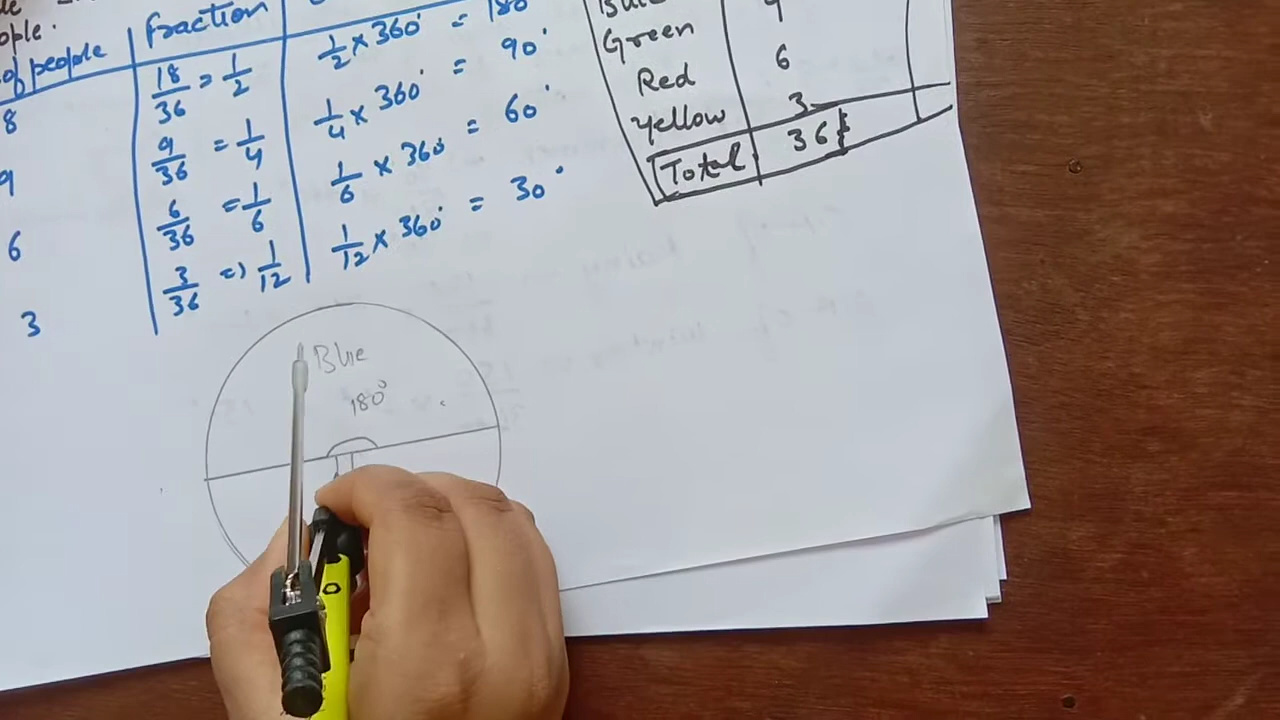 ople.
of people fraction
8 18/36 => 1/2 1/2 × 360° = 180
9 9/36 = 1/4 1/4 × 360° = 90°
6 6/36 = 1/6 1/6 × 360° = 60°
3 3/36 => 1/12 1/12 × 360° = 30°
Green
Red 6
Yellow 3
Total 36
Blue
180°